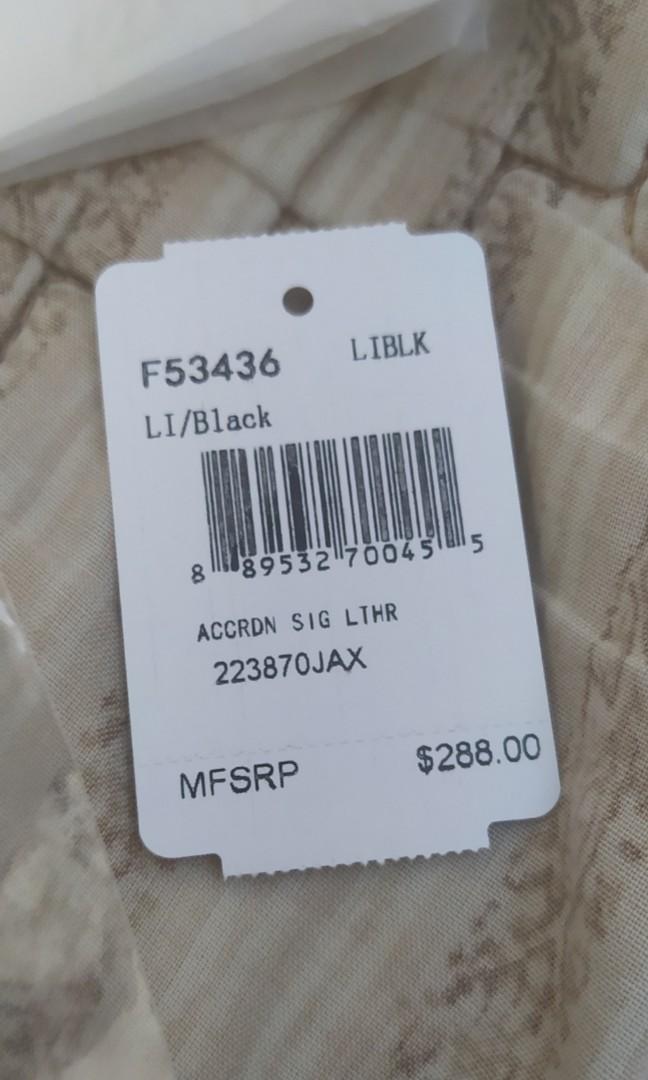 F53436 LIBLK
LI/Black
8 89532 70045 5
ACCRDN SIG LTHR
223870JAX
MFSRP $288.00